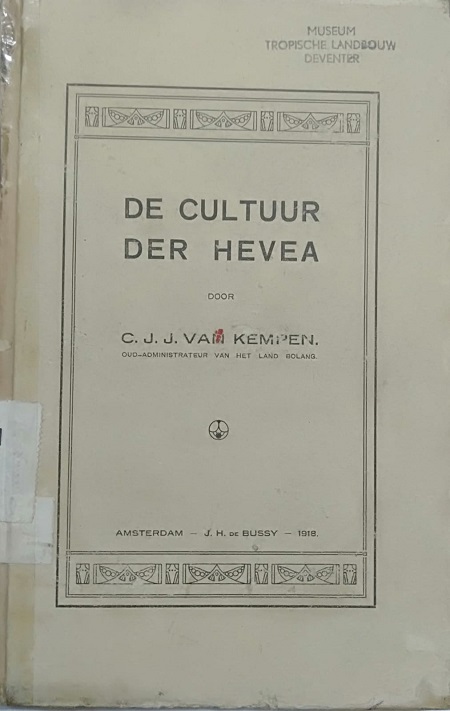 MUSEUM
TROPISCHE LANDBOUW
DEVENTER
DE CULTUUR
DER HEVEA
DOOR
C. J. J. VAN KEMPEN.
OUD-ADMINISTRATEUR VAN HET LAND BOLANG.
AMSTERDAM — J. H. DE BUSSY — 1918.